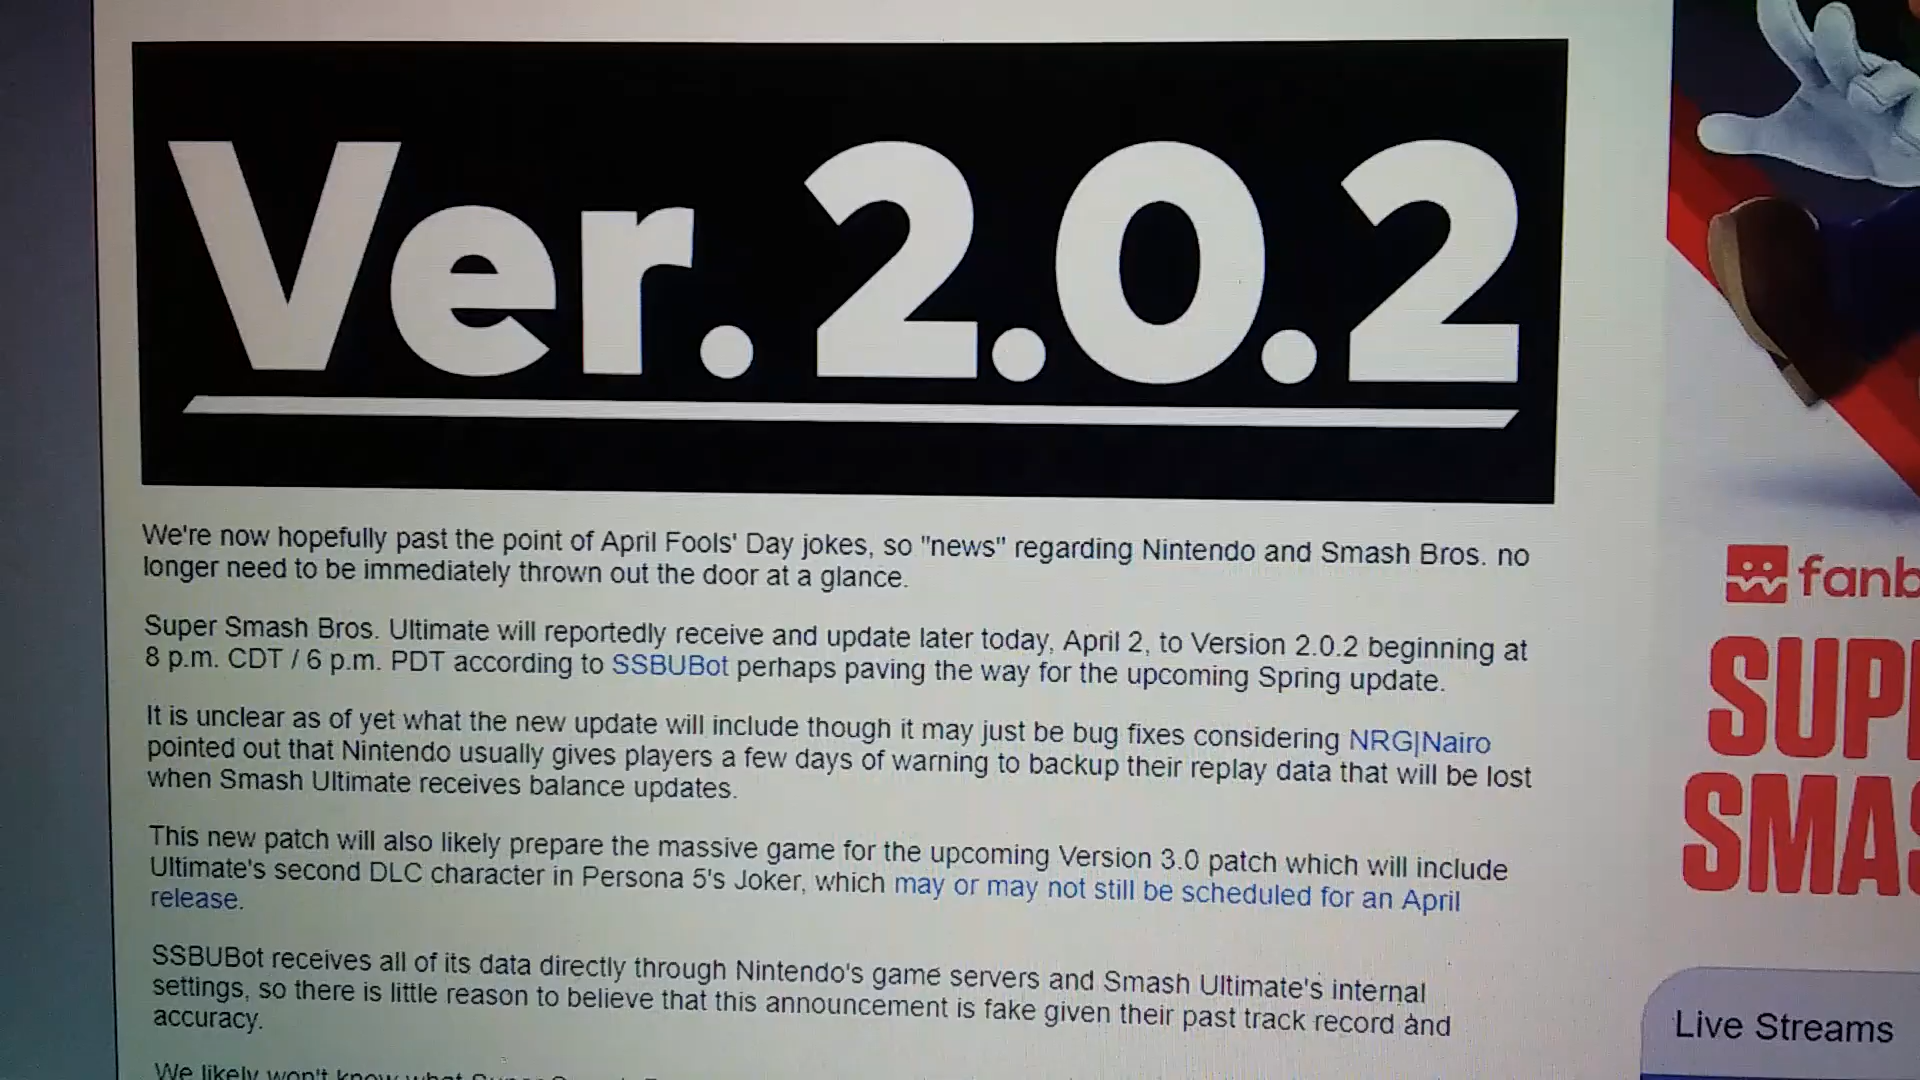 Ver. 2.0.2
We're now hopefully past the point of April Fools' Day jokes, so "news" regarding Nintendo and Smash Bros. no
longer need to be immediately thrown out the door at a glance.
Super Smash Bros. Ultimate will reportedly receive and update later today, April 2, to Version 2.0.2 beginning at
8 p.m. CDT / 6 p.m. PDT according to SSBUBot perhaps paving the way for the upcoming Spring update.
It is unclear as of yet what the new update will include though it may just be bug fixes considering NRG|Nairo
pointed out that Nintendo usually gives players a few days of warning to backup their replay data that will be lost
when Smash Ultimate receives balance updates.
This new patch will also likely prepare the massive game for the upcoming Version 3.0 patch which will include
Ultimate's second DLC character in Persona 5's Joker, which may or may not still be scheduled for an April
release.
SSBUBot receives all of its data directly through Nintendo's game servers and Smash Ultimate's internal
settings, so there is little reason to believe that this announcement is fake given their past track record and
accuracy.
We likely won't know what Super
fanb
SUP
SMAS
Live Streams